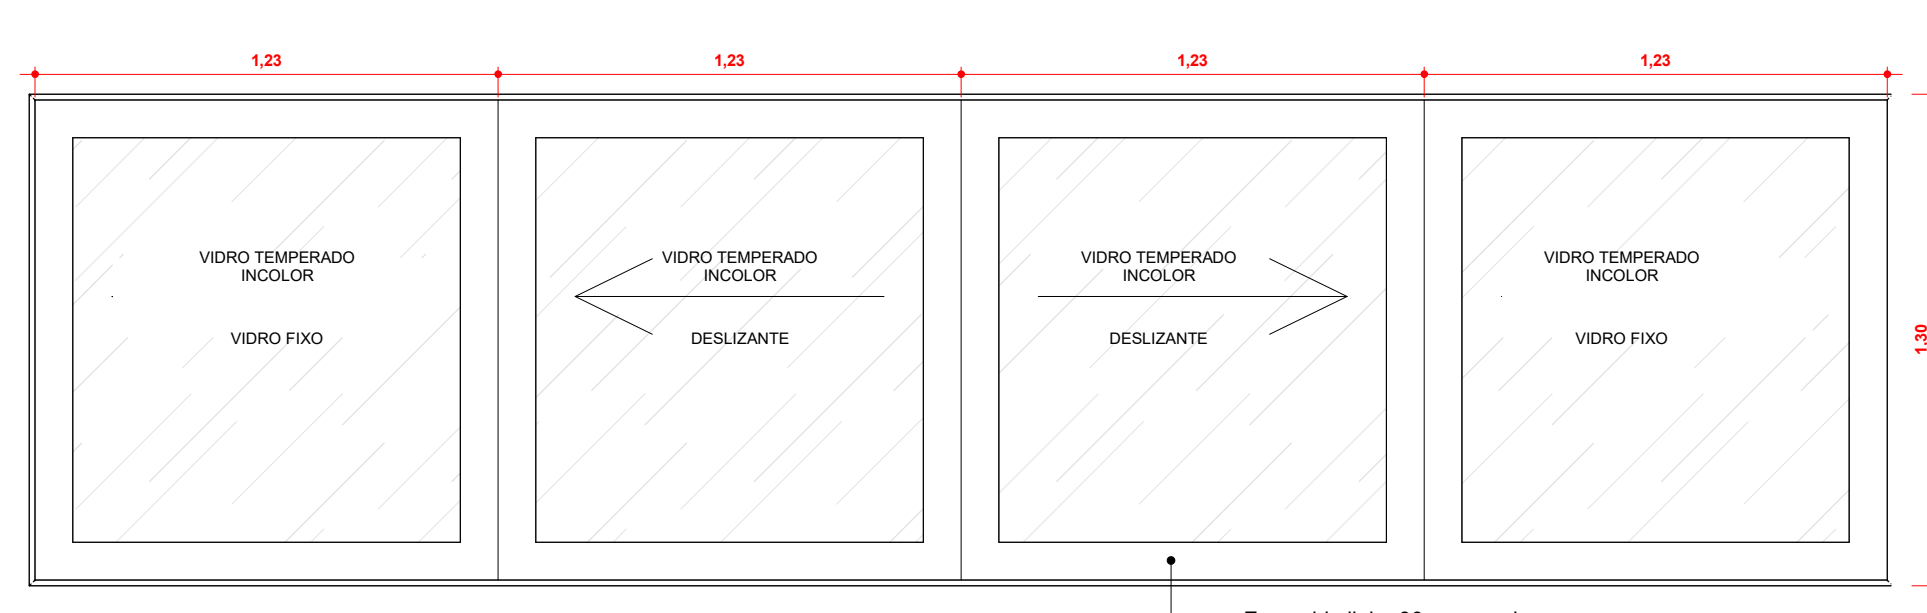 1,23 1,23 1,23 1,23
VIDRO TEMPERADO
INCOLOR
VIDRO FIXO
VIDRO TEMPERADO
INCOLOR
DESLIZANTE
VIDRO TEMPERADO
INCOLOR
DESLIZANTE
VIDRO TEMPERADO
INCOLOR
VIDRO FIXO
1.30